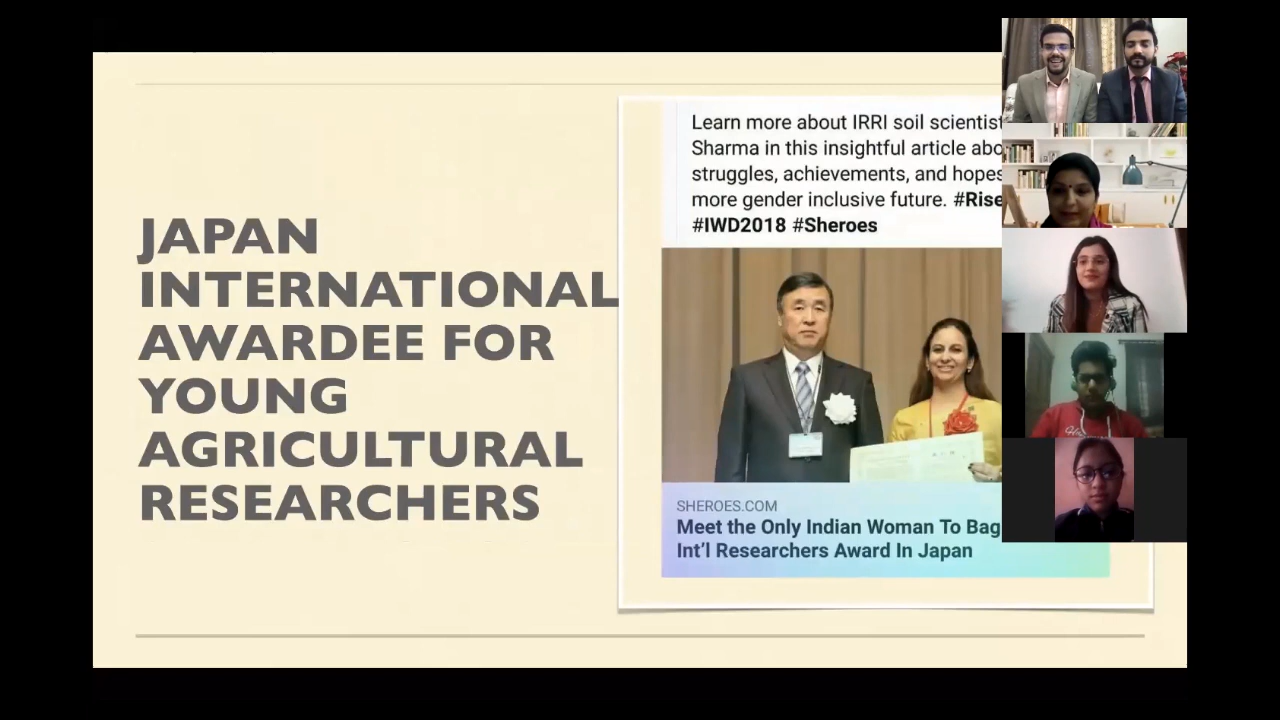 JAPAN
INTERNATIONAL
AWARDEE FOR
YOUNG
AGRICULTURAL
RESEARCHERS
Learn more about IRRI soil scientist
Sharma in this insightful article
struggles, achievements, and hopes
more gender inclusive future. #Rise
#IWD2018 #Sheroes
SHEROES.COM
Meet the Only Indian Woman To Bag
Int'l Researchers Award In Japan